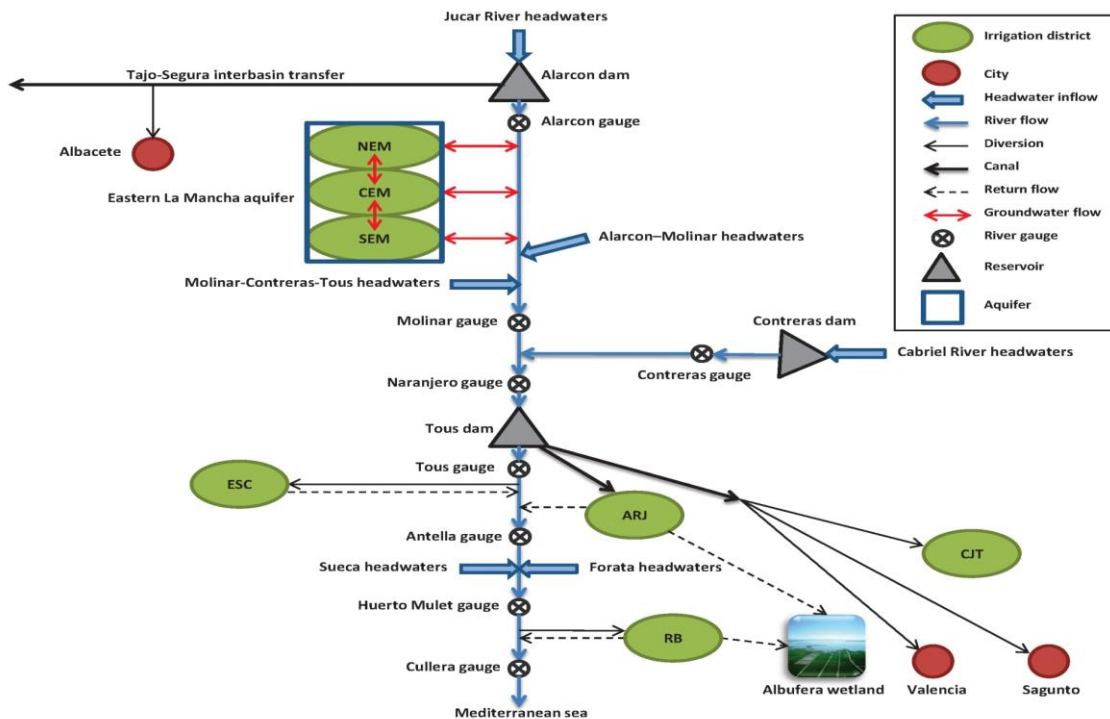 Jucar River headwaters
Tajo-Segura interbasin transfer
Alarcon dam
Alarcon gauge
Albacete
NEM
CEM
SEM
Eastern La Mancha aquifer
Alarcon–Molinar headwaters
Molinar-Contreras-Tous headwaters
Molinar gauge
Contreras dam
Cabriel River headwaters
Contreras gauge
Naranjero gauge
Tous dam
Tous gauge
ESC
ARJ
Antella gauge
CJT
Sueca headwaters
Forata headwaters
Huerto Mulet gauge
RB
Cullera gauge
Albufera wetland
Valencia
Sagunto
Mediterranean sea
Irrigation district
City
Headwater inflow
River flow
Diversion
Canal
Return flow
Groundwater flow
River gauge
Reservoir
Aquifer